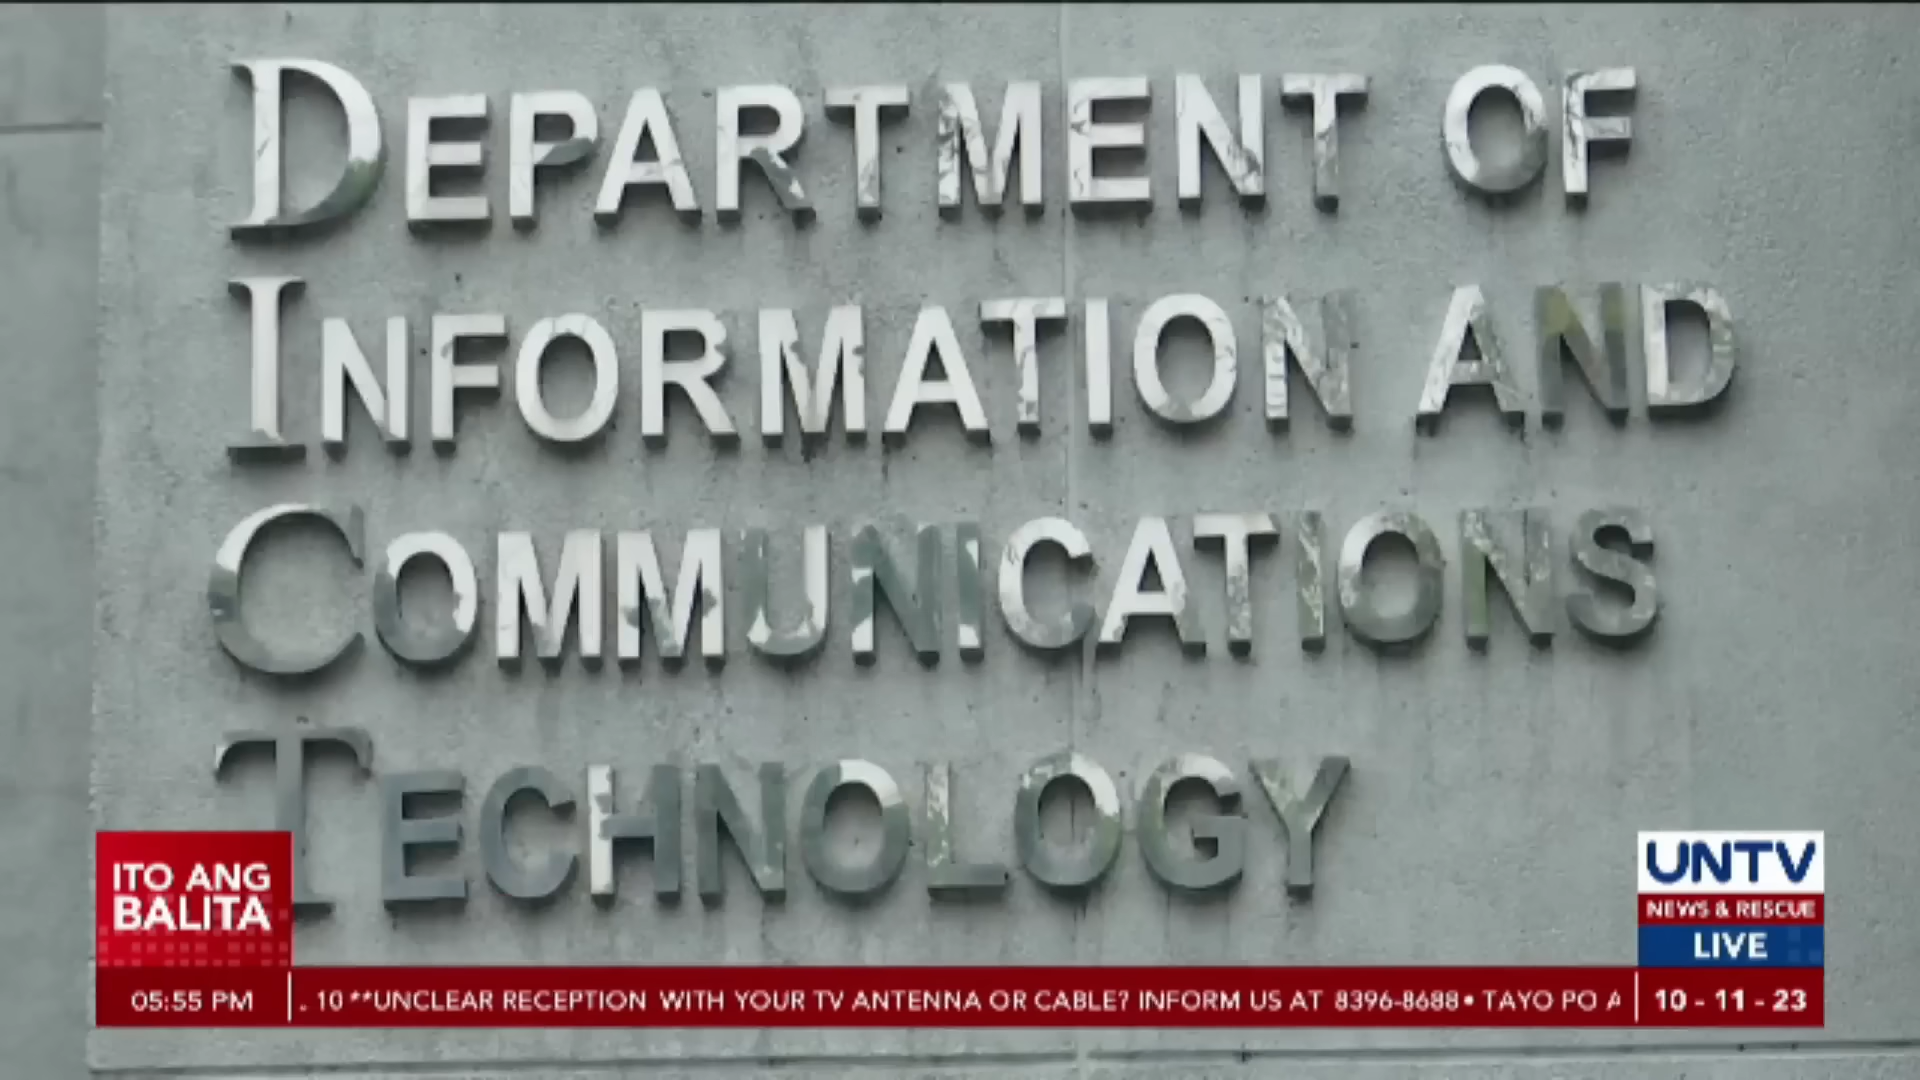 DEPARTMENT OF
INFORMATION AND
COMMUNICATIONS
TECHNOLOGY
ITO ANG
BALITA
UNTV
NEWS & RESCUE
LIVE
05:55 PM
. 10 **UNCLEAR RECEPTION WITH YOUR TV ANTENNA OR CABLE? INFORM US AT 8396-8688• TAYO PO A
10 - 11 - 23